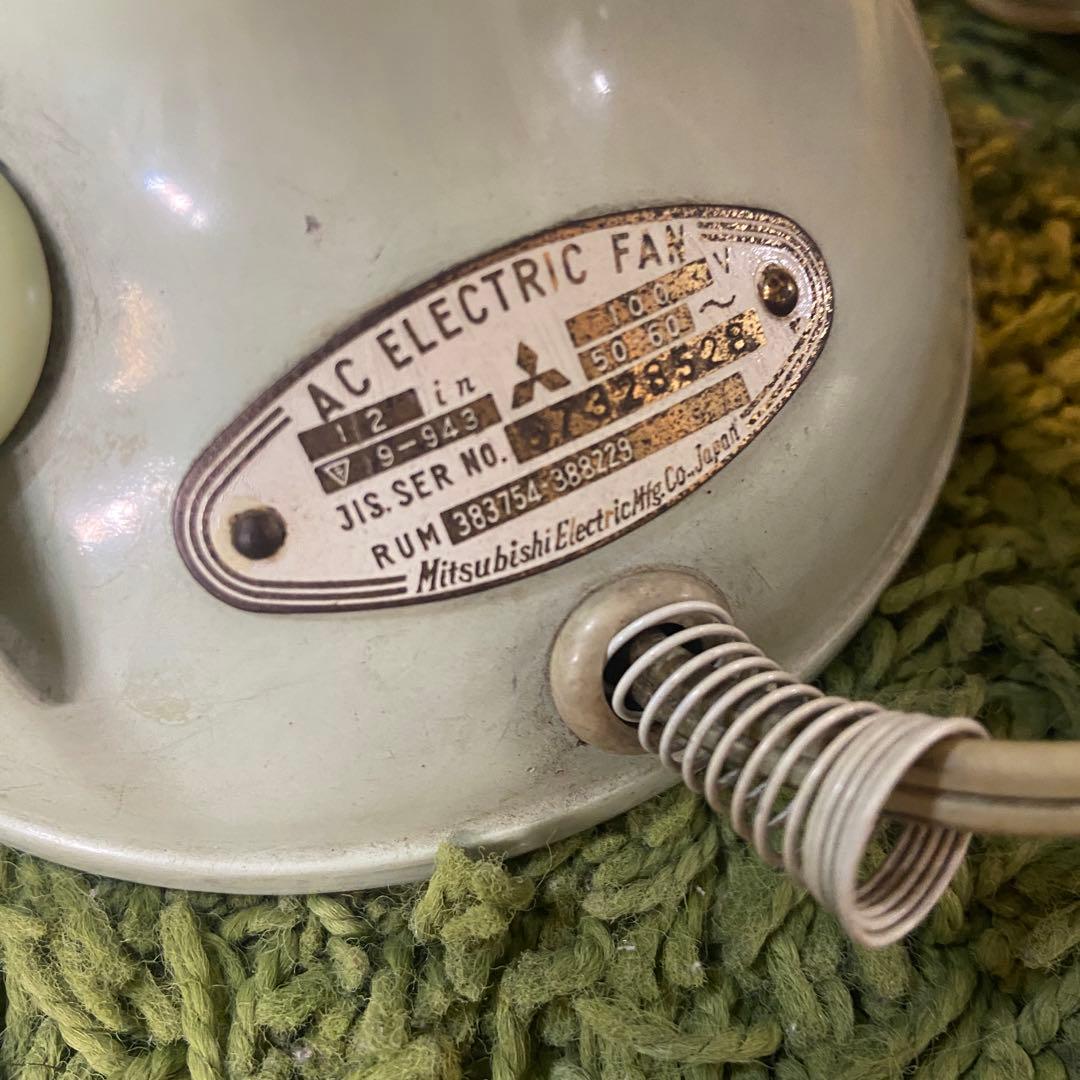 AC ELECTRIC FAN
12 in
100 V
▽ 9-943
50 60 ~
JIS. SER NO.
RUM 383754-388229
Mitsubishi Electric Mfg. Co., Japan